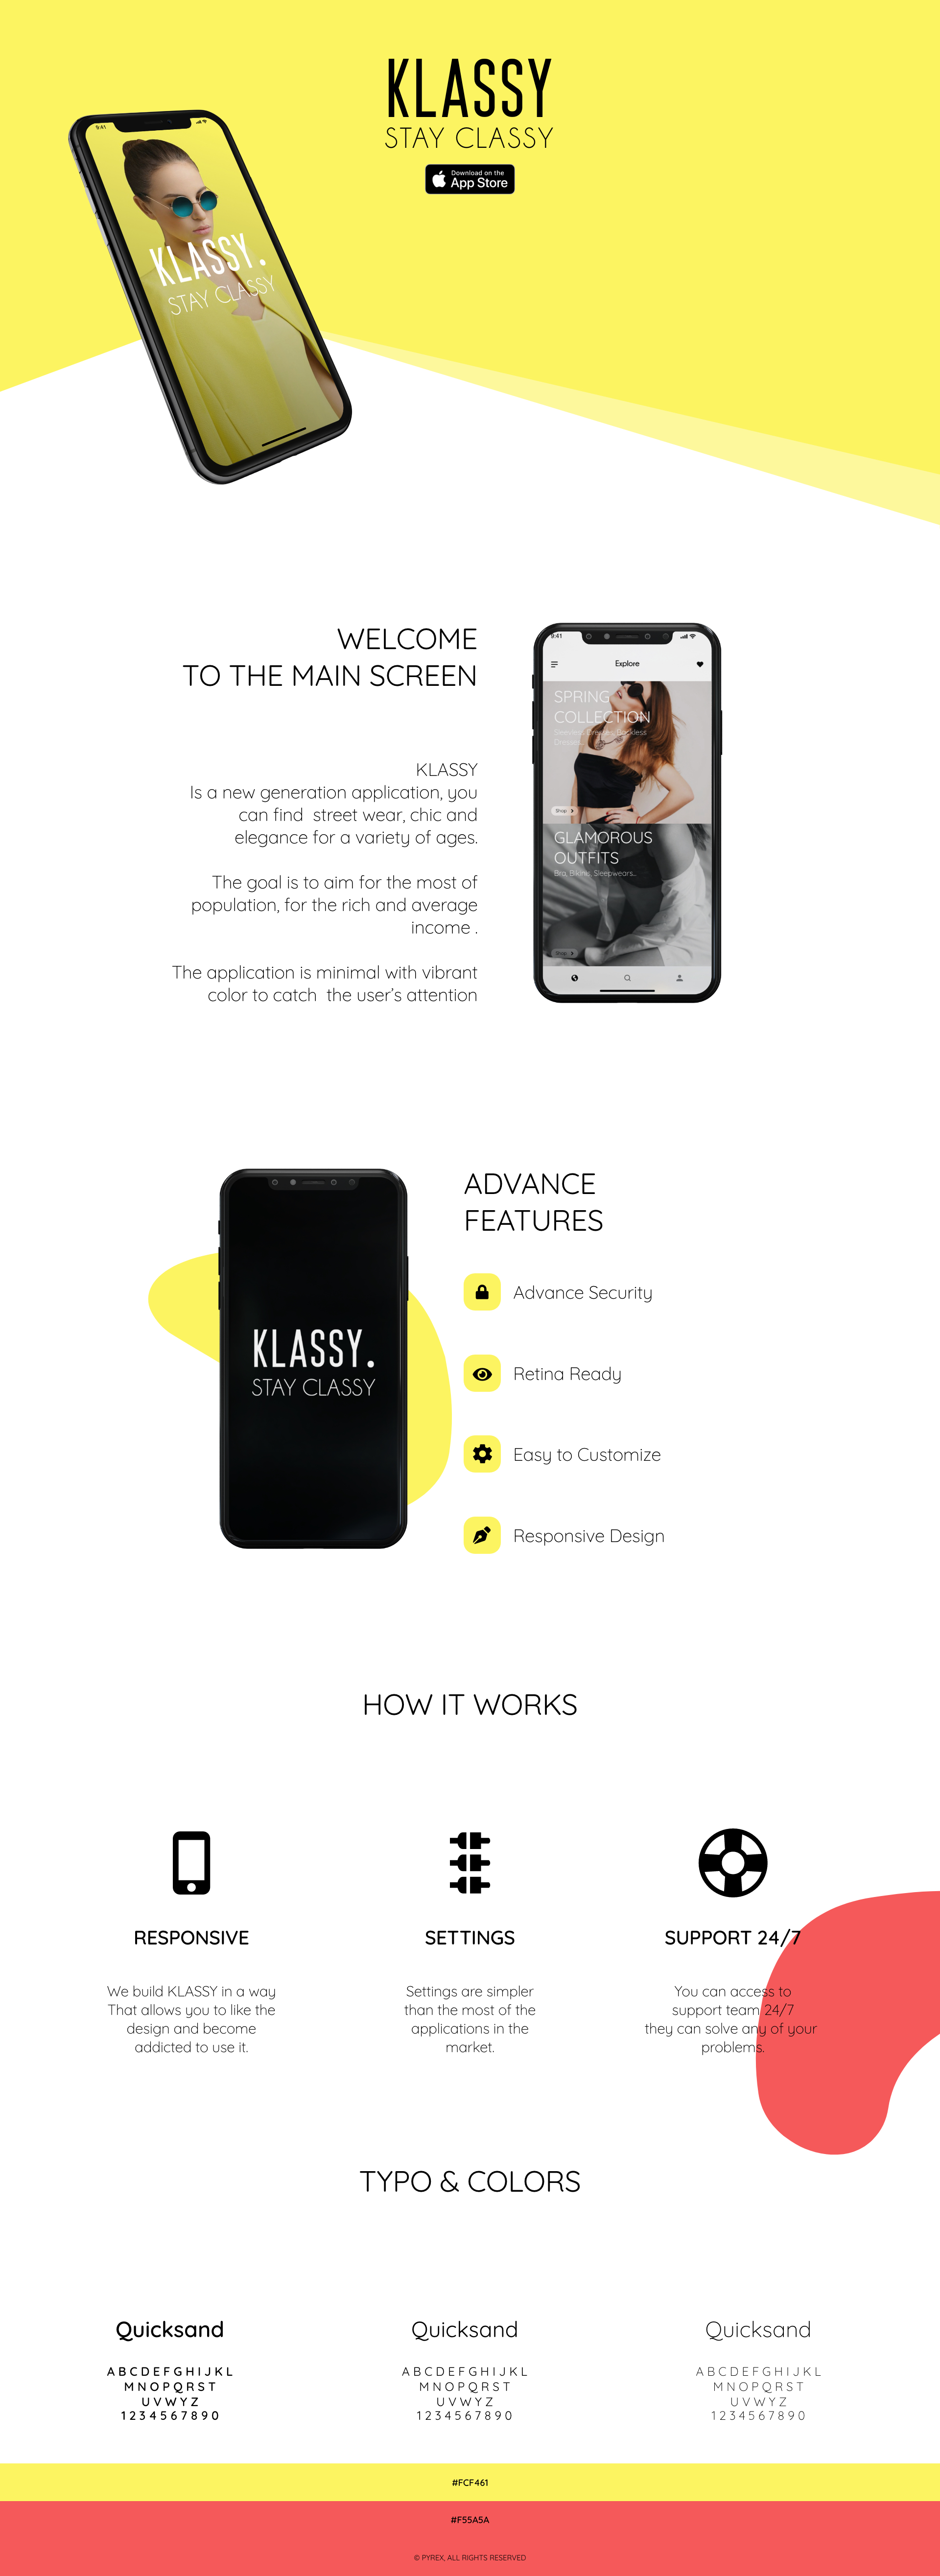 KLASSY
STAY CLASSY
Download on the
App Store
9:41
KLASSY.
STAY CLASSY
WELCOME
TO THE MAIN SCREEN
KLASSY
Is a new generation application, you
can find  street wear, chic and
elegance for a variety of ages.
The goal is to aim for the most of
population, for the rich and average
income .
The application is minimal with vibrant
color to catch  the user's attention
9:41
Explore
SPRING
COLLECTION
Dresses...
Shop
GLAMOROUS
OUTFITS
Bra, Bikini, Sleepwears..
Shop
KLASSY.
STAY CLASSY
ADVANCE
FEATURES
Advance Security
Retina Ready
Easy to Customize
Responsive Design
HOW IT WORKS
RESPONSIVE
We build KLASSY in a way
That allows you to like the
design and become
addicted to use it.
SETTINGS
Settings are simpler
than the most of the
applications in the
market.
SUPPORT 24/7
You can access to
support team 24/7
they can solve any of your
problems.
TYPO & COLORS
Quicksand
A B C D E F G H I J K L
M N O P Q R S T
U V W Y Z
1 2 3 4 5 6 7 8 9 0
Quicksand
A B C D E F G H I J K L
M N O P Q R S T
U V W Y Z
1 2 3 4 5 6 7 8 9 0
Quicksand
A B C D E F G H I J K L
M N O P Q R S T
U V W Y Z
1 2 3 4 5 6 7 8 9 0
#FCF461
#F55A5A
© PYREX, ALL RIGHTS RESERVED